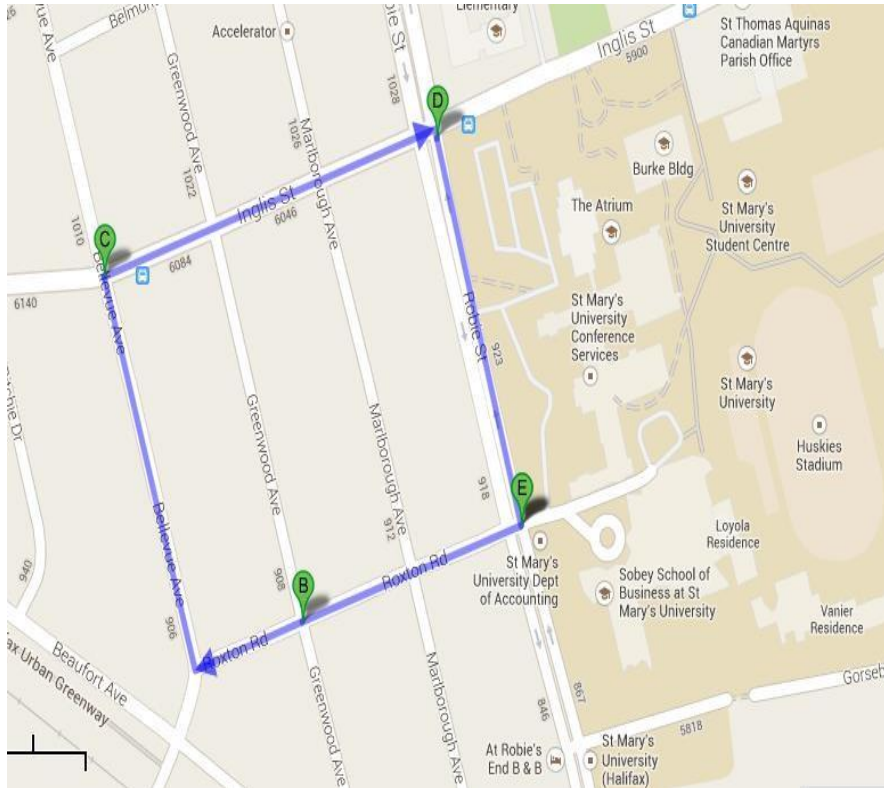 Elementary
St Thomas Aquinas
Canadian Martyrs
Parish Office
Bellevue Ave
Accelerator
Robie St
Inglis St
5900
1028
Greenwood Ave
1026
Marlborough Ave
1022
Burke Bldg
D
The Atrium
St Mary's
University
Student Centre
1010
C
Inglis St
6046
6084
6140
Bellevue Ave
Robie St
923
St Mary's
University
Conference
Services
St Mary's
University
Huskies
Stadium
Greenwood Ave
Marlborough Ave
918
E
912
Bellevue Ave
940
908
906
B
Roxton Rd
Roxton Rd
St Mary's
University Dept
of Accounting
Loyola
Residence
Sobey School of
Business at St
Mary's University
Vanier
Residence
Beaufort Ave
Urban Greenway
Greenwood Ave
Marlborough Ave
846
867
5818
At Robie's
End B & B
St Mary's
University
(Halifax)